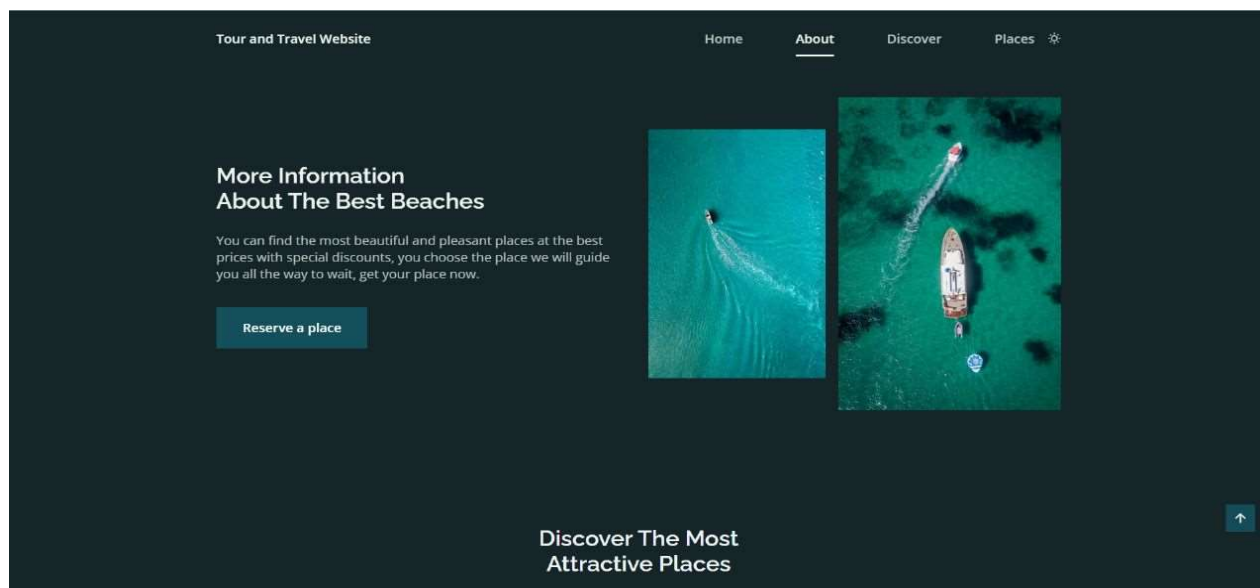 Tour and Travel Website
Home About Discover Places
More Information
About The Best Beaches
You can find the most beautiful and pleasant places at the best
prices with special discounts, you choose the place we will guide
you all the way to wait, get your place now.
Reserve a place
Discover The Most
Attractive Places